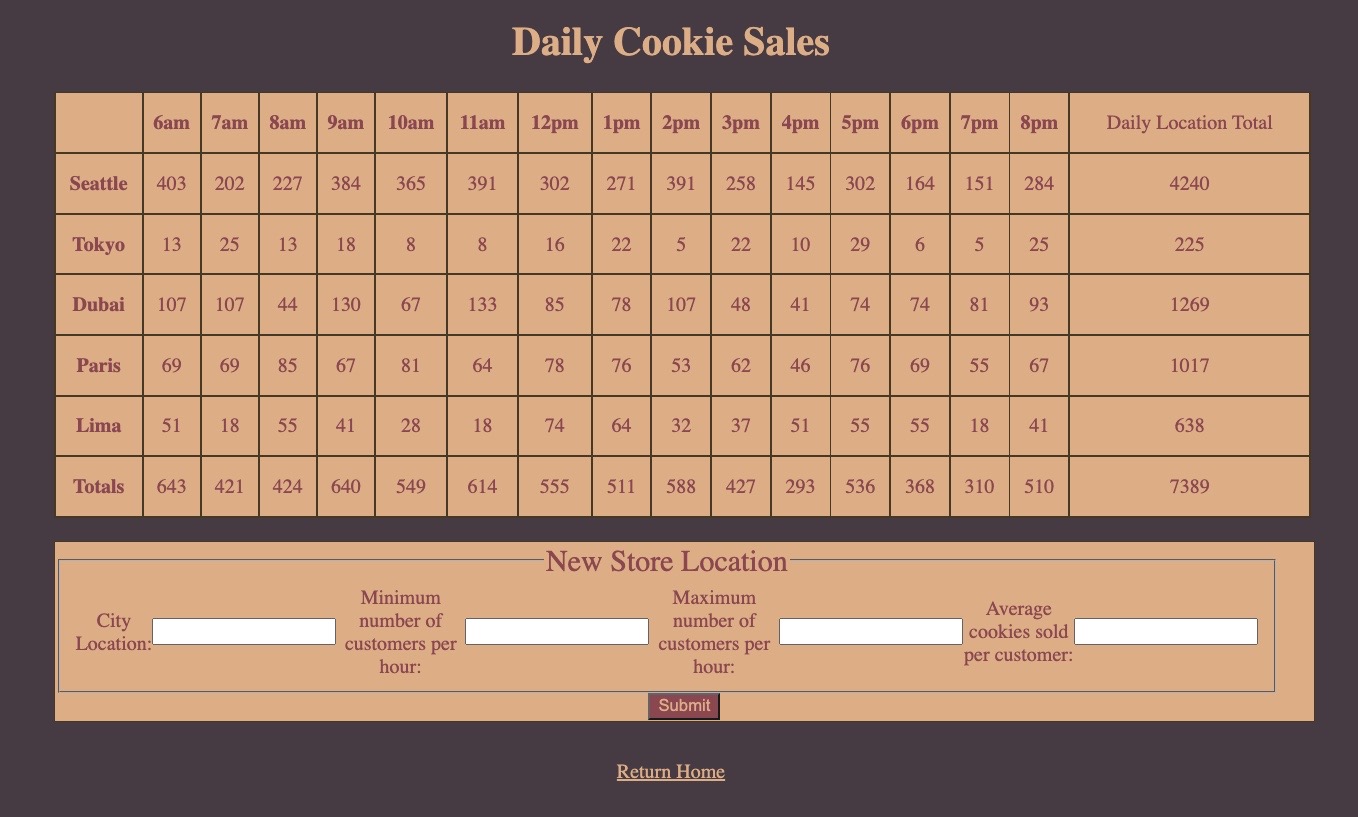 Daily Cookie Sales
6am 7am 8am 9am 10am 11am 12pm 1pm 2pm 3pm 4pm 5pm 6pm 7pm 8pm Daily Location Total
Seattle 403 202 227 384 365 391 302 271 391 258 145 302 164 151 284 4240
Tokyo 13 25 13 18 8 8 16 22 5 22 10 29 6 5 25 225
Dubai 107 107 44 130 67 133 85 78 107 48 41 74 74 81 93 1269
Paris 69 69 85 67 81 64 78 76 53 62 46 76 69 55 67 1017
Lima 51 18 55 41 28 18 74 64 32 37 51 55 55 18 41 638
Totals 643 421 424 640 549 614 555 511 588 427 293 536 368 310 510 7389
New Store Location
City
Location:
Minimum
number of
customers per
hour:
Maximum
number of
customers per
hour:
Average
cookies sold
per customer:
Submit
Return Home